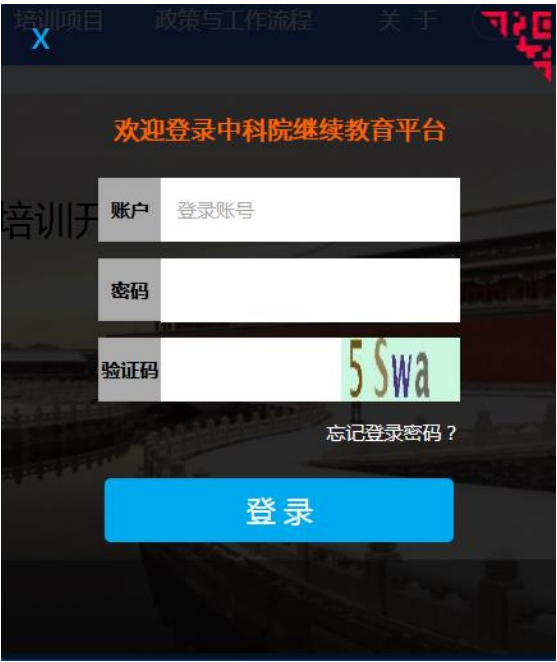 培训项目 政策与工作流程 关 于
X
欢迎登录中科院继续教育平台
培训开
账户 登录账号
密码
验证码 5 Swa
忘记登录密码？
登 录